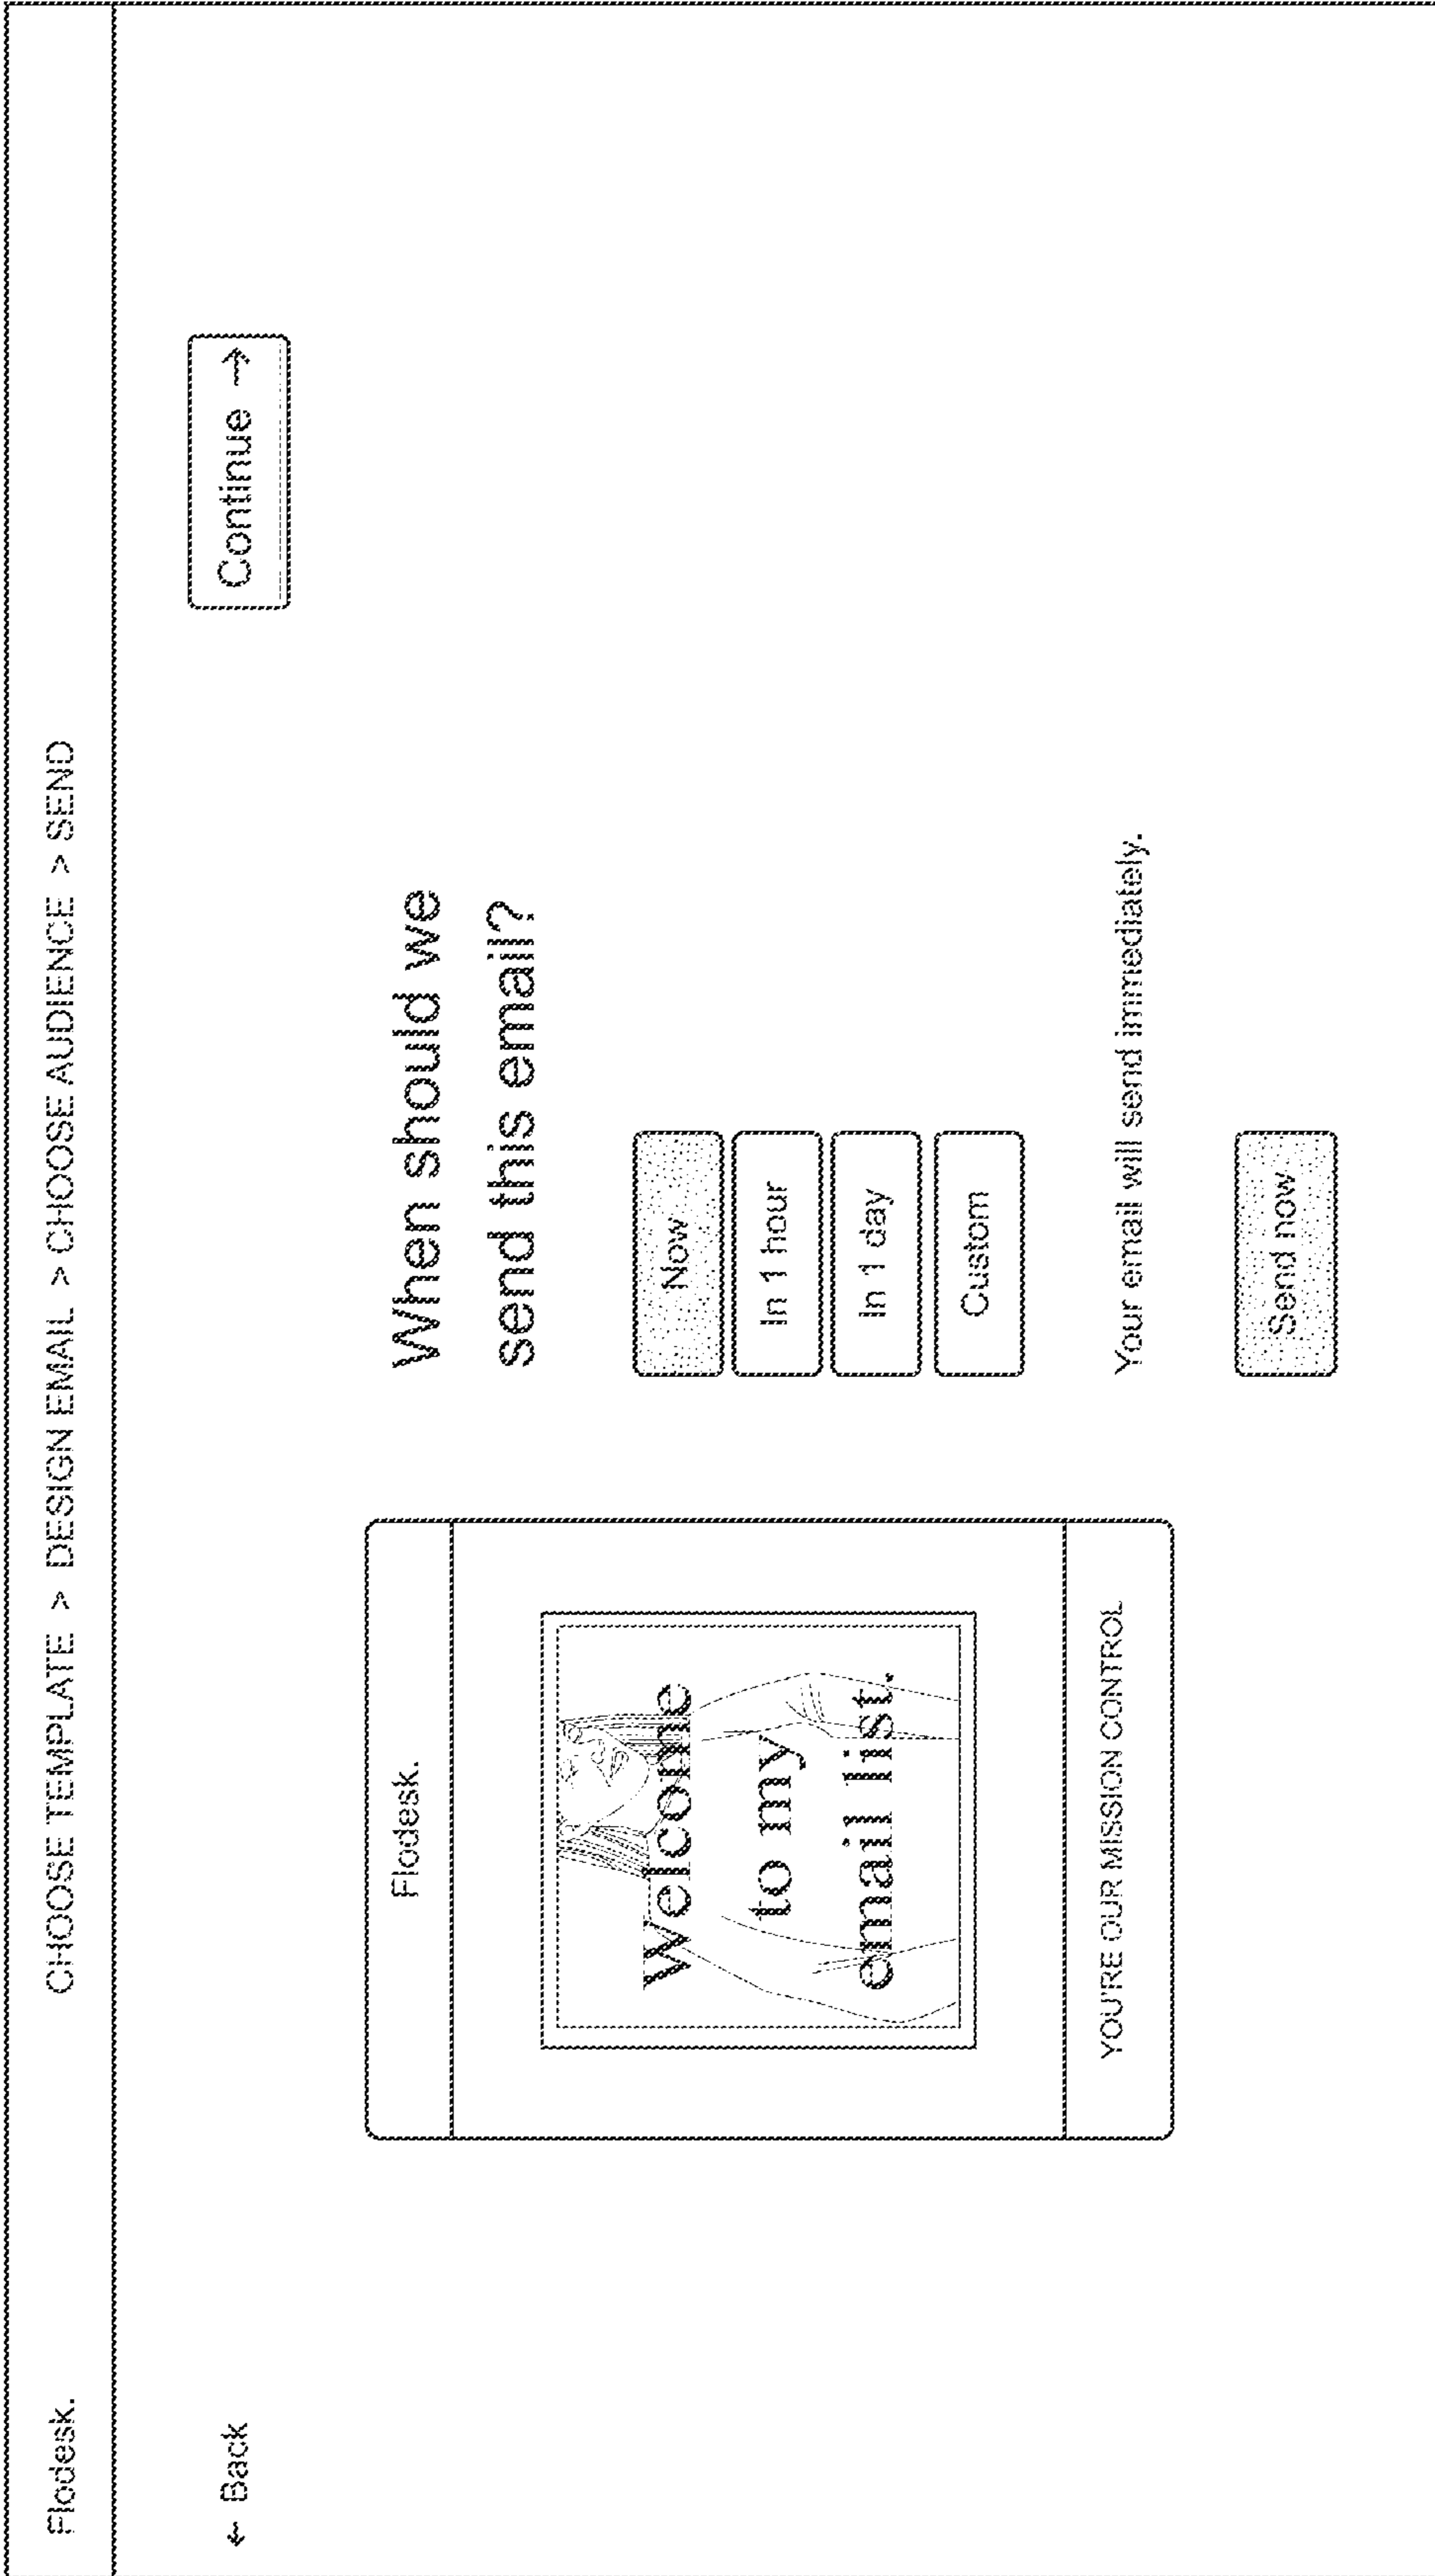 Flodesk.
CHOOSE TEMPLATE > DESIGN EMAIL > CHOOSE AUDIENCE > SEND
← Back
Continue →
Flodesk.
Welcome
to my
email list.
YOU'RE OUR MISSION CONTROL
When should we
send this email?
Now
In 1 hour
In 1 day
Custom
Your email will send immediately.
Send now